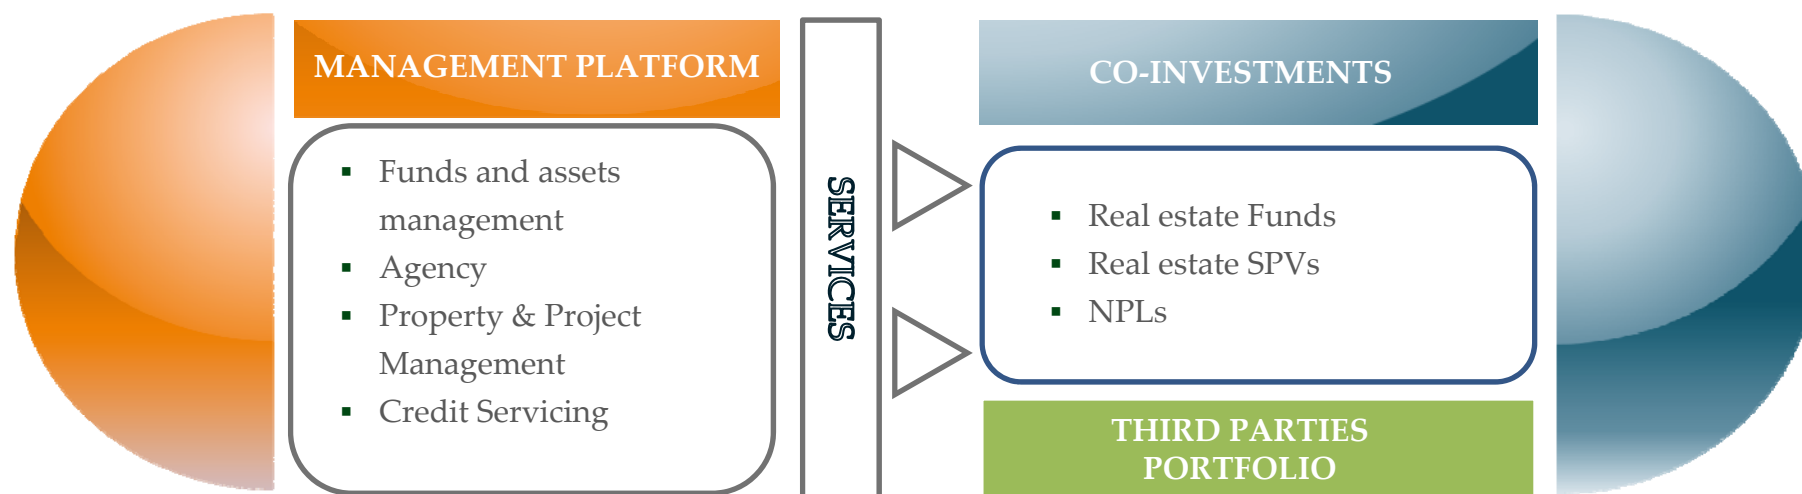 MANAGEMENT PLATFORM
▪ Funds and assets
management
▪ Agency
▪ Property & Project
Management
▪ Credit Servicing
SERVICES
CO-INVESTMENTS
▪ Real estate Funds
▪ Real estate SPVs
▪ NPLs
THIRD PARTIES
PORTFOLIO